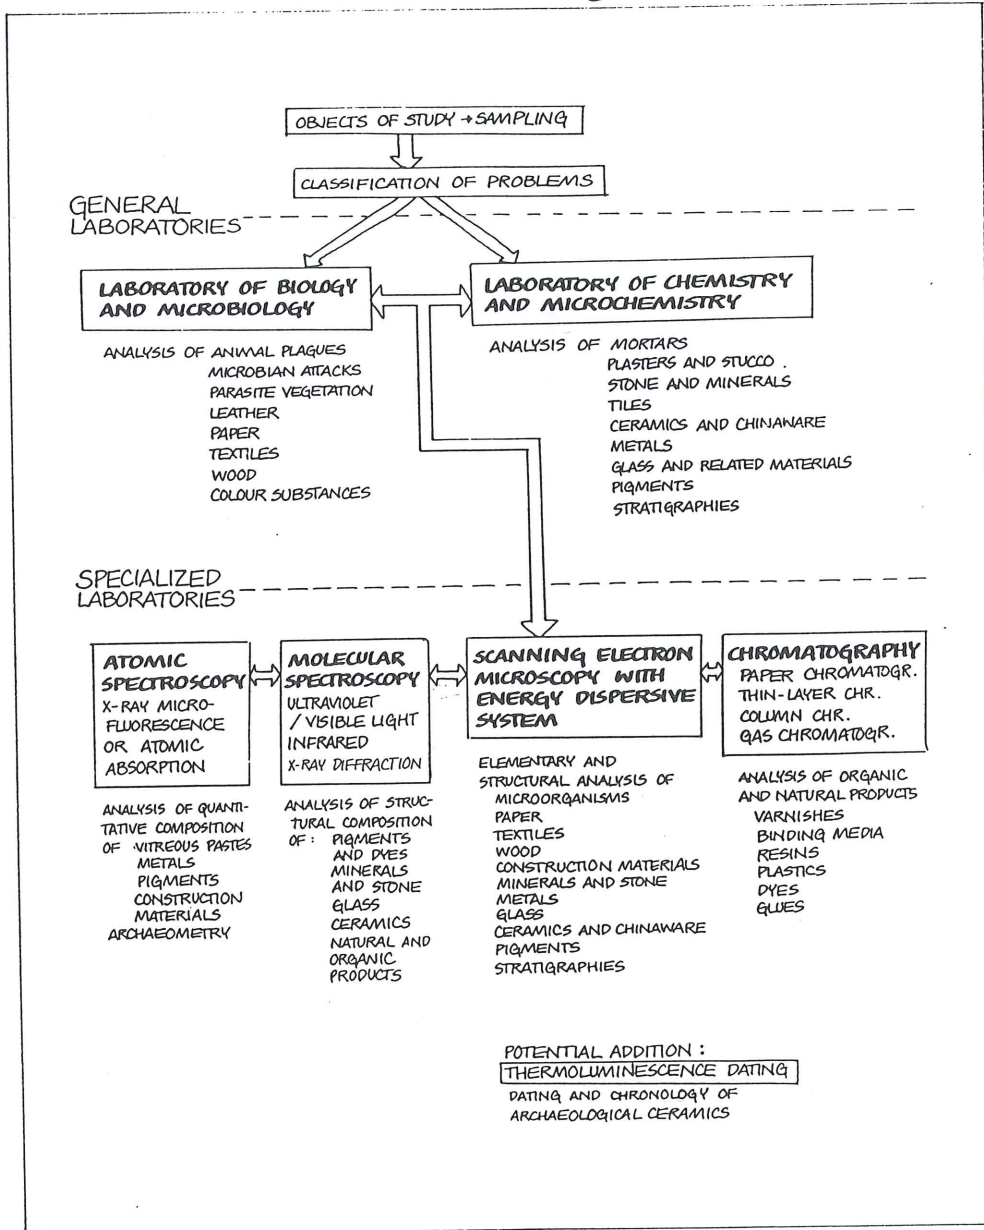 OBJECTS OF STUDY → SAMPLING
CLASSIFICATION OF PROBLEMS
GENERAL
LABORATORIES
LABORATORY OF BIOLOGY
AND MICROBIOLOGY
ANALYSIS OF ANIMAL PLAGUES
MICROBIAN ATTACKS
PARASITE VEGETATION
LEATHER
PAPER
TEXTILES
WOOD
COLOUR SUBSTANCES
LABORATORY OF CHEMISTRY
AND MICROCHEMISTRY
ANALYSIS OF MORTARS
PLASTERS AND STUCCO.
STONE AND MINERALS
TILES
CERAMICS AND CHINAWARE
METALS
GLASS AND RELATED MATERIALS
PIGMENTS
STRATIGRAPHIES
SPECIALIZED
LABORATORIES
ATOMIC
SPECTROSCOPY
X-RAY MICRO-
FLUORESCENCE
OR ATOMIC
ABSORPTION
ANALYSIS OF QUANTI-
TATIVE COMPOSITION
OF VITREOUS PASTES
METALS
PIGMENTS
CONSTRUCTION
MATERIALS
ARCHAEOMETRY
MOLECULAR
SPECTROSCOPY
ULTRAVIOLET
/ VISIBLE LIGHT
INFRARED
X-RAY DIFFRACTION
ANALYSIS OF STRUC-
TURAL COMPOSITION
OF: PIGMENTS
AND DYES
MINERALS
AND STONE
GLASS
CERAMICS
NATURAL AND
ORGANIC
PRODUCTS
SCANNING ELECTRON
MICROSCOPY WITH
ENERGY DISPERSIVE
SYSTEM
ELEMENTARY AND
STRUCTURAL ANALYSIS OF
MICROORGANISMS
PAPER
TEXTILES
WOOD
CONSTRUCTION MATERIALS
MINERALS AND STONE
METALS
GLASS
CERAMICS AND CHINAWARE
PIGMENTS
STRATIGRAPHIES
CHROMATOGRAPHY
PAPER CHROMATOGR.
THIN-LAYER CHR.
COLUMN CHR.
GAS CHROMATOGR.
ANALYSIS OF ORGANIC
AND NATURAL PRODUCTS
VARNISHES
BINDING MEDIA
RESINS
PLASTICS
DYES
GLUES
POTENTIAL ADDITION :
THERMOLUMINESCENCE DATING
DATING AND CHRONOLOGY OF
ARCHAEOLOGICAL CERAMICS